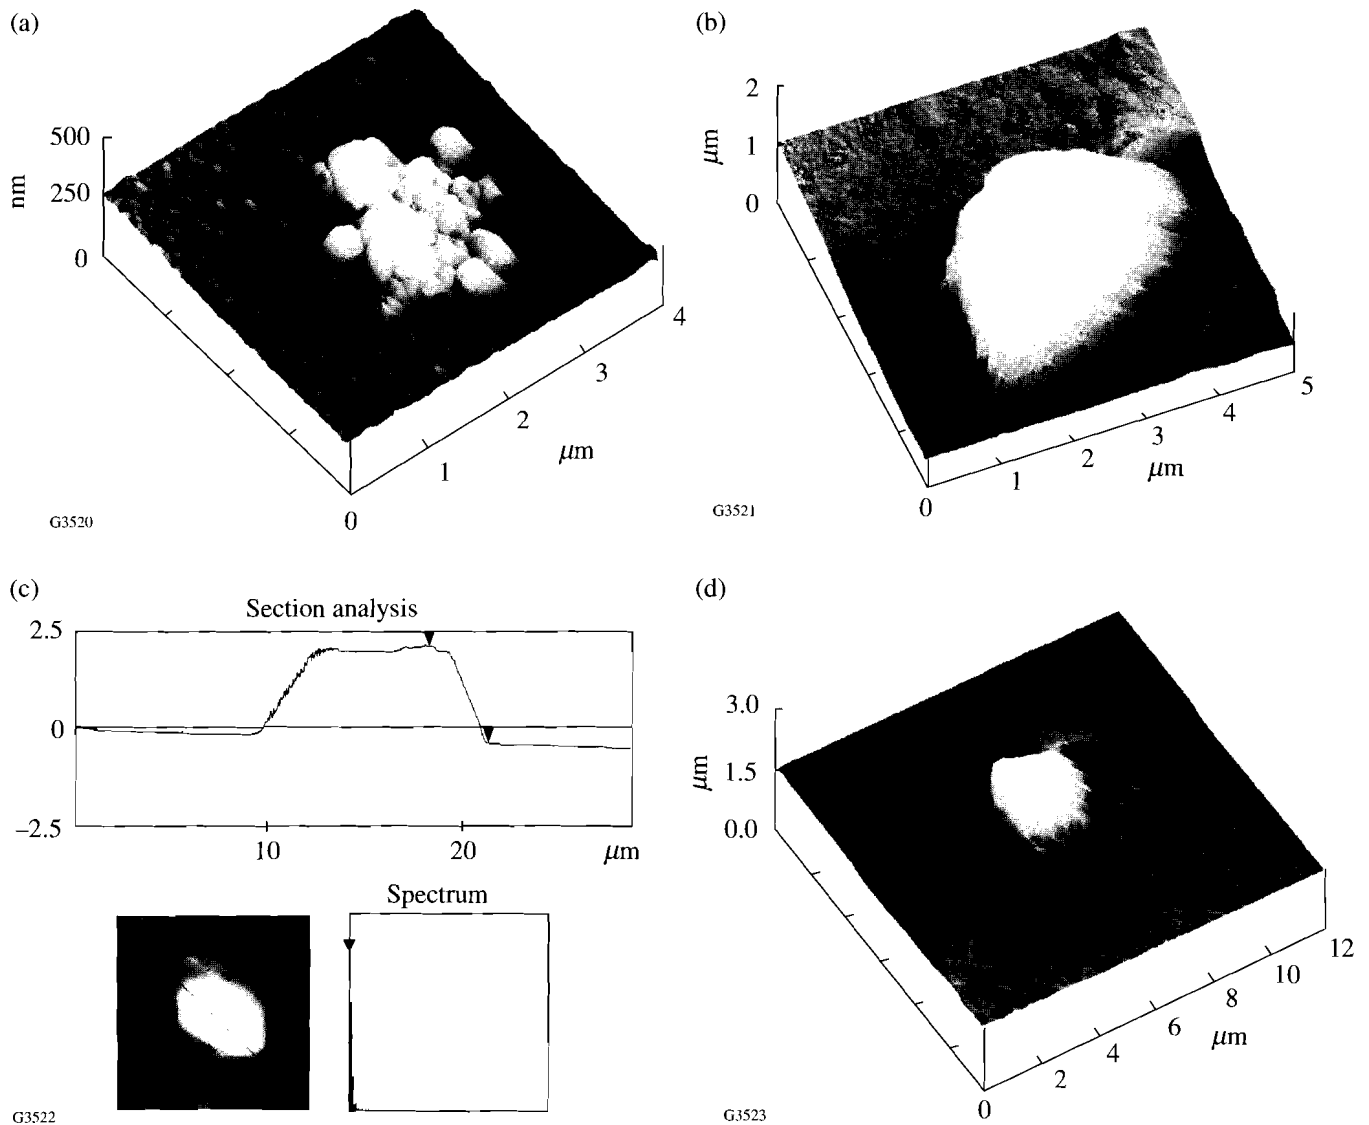 (a)
500
250
0
nm
0
1
2
3
4
μm
G3520
(b)
2
1
0
μm
0
1
2
3
4
5
μm
G3521
(c)
Section analysis
2.5
0
–2.5
10
20
μm
Spectrum
G3522
(d)
3.0
1.5
0.0
μm
0
2
4
6
8
10
12
μm
G3523